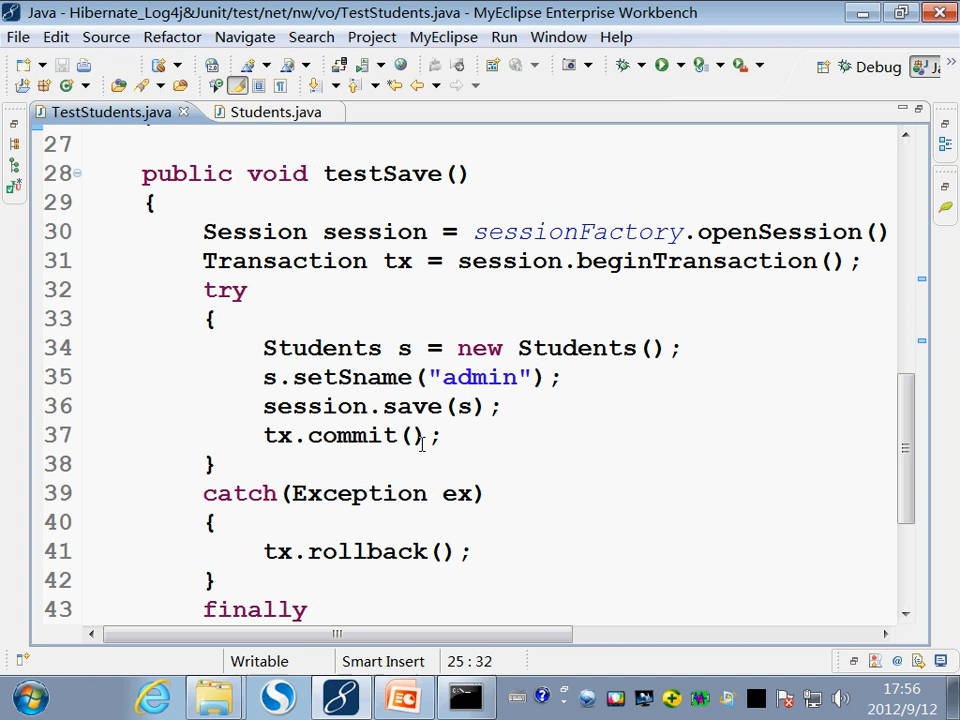 Java - Hibernate_Log4j&Junit/test/net/nw/vo/TestStudents.java - MyEclipse Enterprise Workbench
File Edit Source Refactor Navigate Search Project MyEclipse Run Window Help
Debug
TestStudents.java
Students.java
27
28 public void testSave()
29 {
30 Session session = sessionFactory.openSession()
31 Transaction tx = session.beginTransaction();
32 try
33 {
34 Students s = new Students();
35 s.setSname("admin");
36 session.save(s);
37 tx.commit();
38 }
39 catch(Exception ex)
40 {
41 tx.rollback();
42 }
43 finally
Writable Smart Insert 25 : 32
17:56
2012/9/12